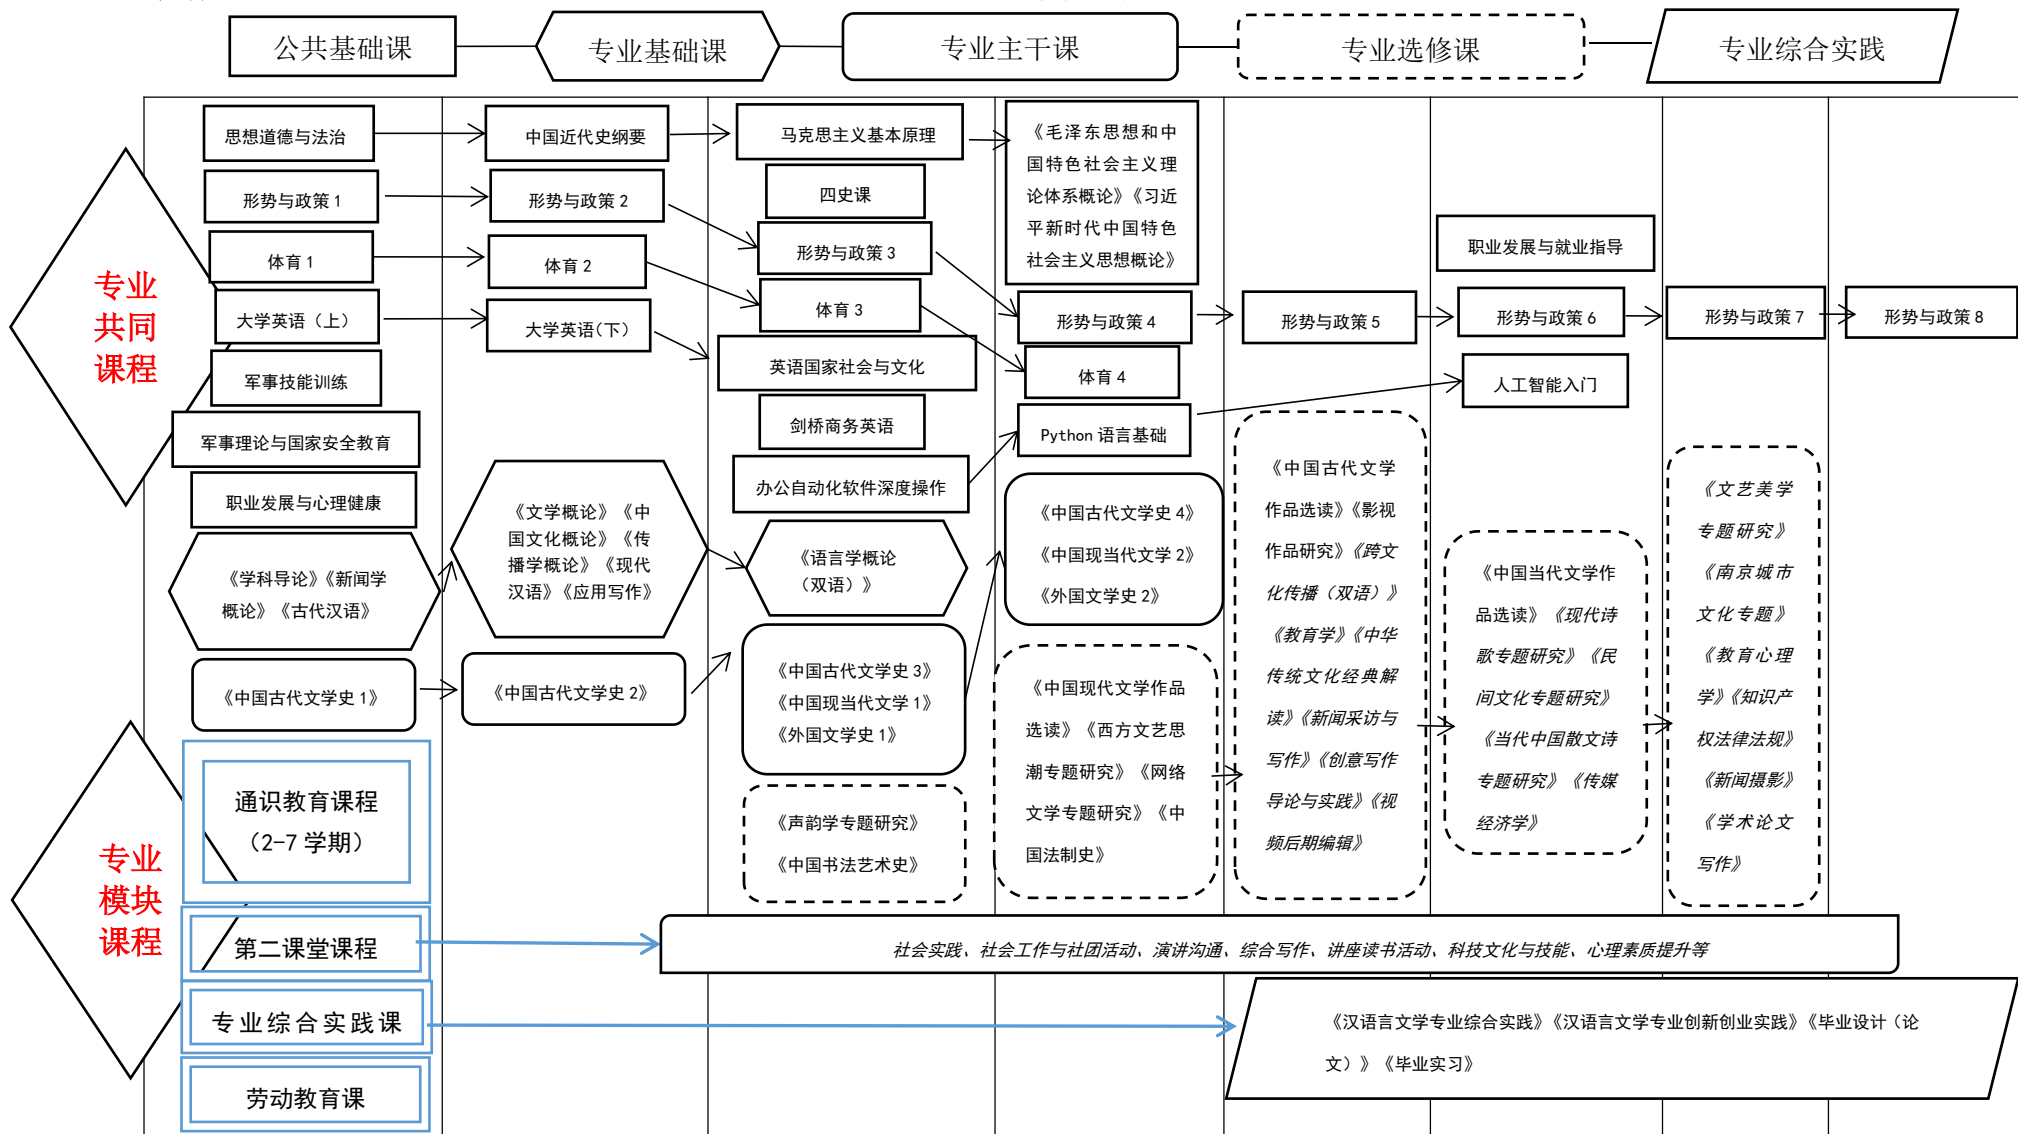 公共基础课
专业基础课
专业主干课
专业选修课
专业综合实践
专业
共同
课程
思想道德与法治
形势与政策 1
体育 1
大学英语（上）
军事技能训练
军事理论与国家安全教育
职业发展与心理健康
《学科导论》《新闻学
概论》《古代汉语》
《中国古代文学史 1》
中国近代史纲要
形势与政策 2
体育 2
大学英语(下)
《文学概论》《中
国文化概论》《传
播学概论》《现代
汉语》《应用写作》
《中国古代文学史 2》
马克思主义基本原理
四史课
形势与政策 3
体育 3
英语国家社会与文化
剑桥商务英语
办公自动化软件深度操作
《语言学概论
（双语）》
《中国古代文学史 3》
《中国现当代文学 1》
《外国文学史 1》
《声韵学专题研究》
《中国书法艺术史》
《毛泽东思想和中
国特色社会主义理
论体系概论》《习近
平新时代中国特色
社会主义思想概论》
形势与政策 4
体育 4
Python 语言基础
《中国古代文学史 4》
《中国现当代文学 2》
《外国文学史 2》
《中国现代文学作品
选读》《西方文艺思
潮专题研究》《网络
文学专题研究》《中
国法制史》
形势与政策 5
《中国古代文学
作品选读》《影视
作品研究》《跨文
化传播（双语）》
《教育学》《中华
传统文化经典解
读》《新闻采访与
写作》《创意写作
导论与实践》《视
频后期编辑》
职业发展与就业指导
形势与政策 6
人工智能入门
《中国当代文学作
品选读》《现代诗
歌专题研究》《民
间文化专题研究》
《当代中国散文诗
专题研究》《传媒
经济学》
形势与政策 7
《文艺美学
专题研究》
《南京城市
文化专题》
《教育心理
学》《知识产
权法律法规》
《新闻摄影》
《学术论文
写作》
形势与政策 8
专业
模块
课程
通识教育课程
（2-7 学期）
第二课堂课程
社会实践、社会工作与社团活动、演讲沟通、综合写作、讲座读书活动、科技文化与技能、心理素质提升等
专业综合实践课
《汉语言文学专业综合实践》《汉语言文学专业创新创业实践》《毕业设计（论
文）》《毕业实习》
劳动教育课